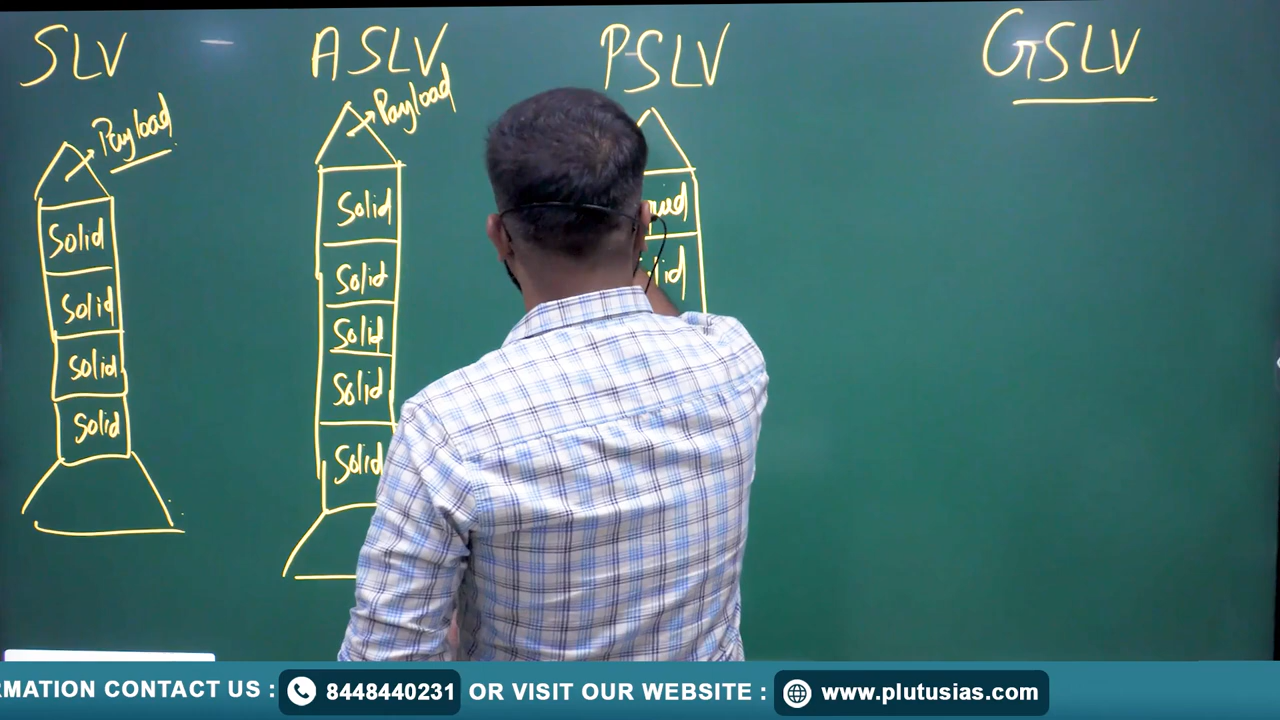 SLV
ASLV
PSLV
GSLV
Payload
Solid
Solid
Solid
Solid
Payload
Solid
Solid
Solid
Solid
Solid
RMATION CONTACT US : 8448440231 OR VISIT OUR WEBSITE : www.plutusias.com